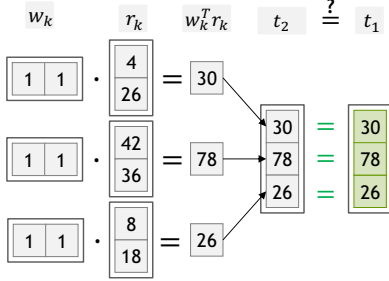 w_k r_k w_k^T r_k t_2 ?= t_1
1 1 · 4 26 = 30
1 1 · 42 36 = 78
1 1 · 8 18 = 26
30 = 30
78 = 78
26 = 26